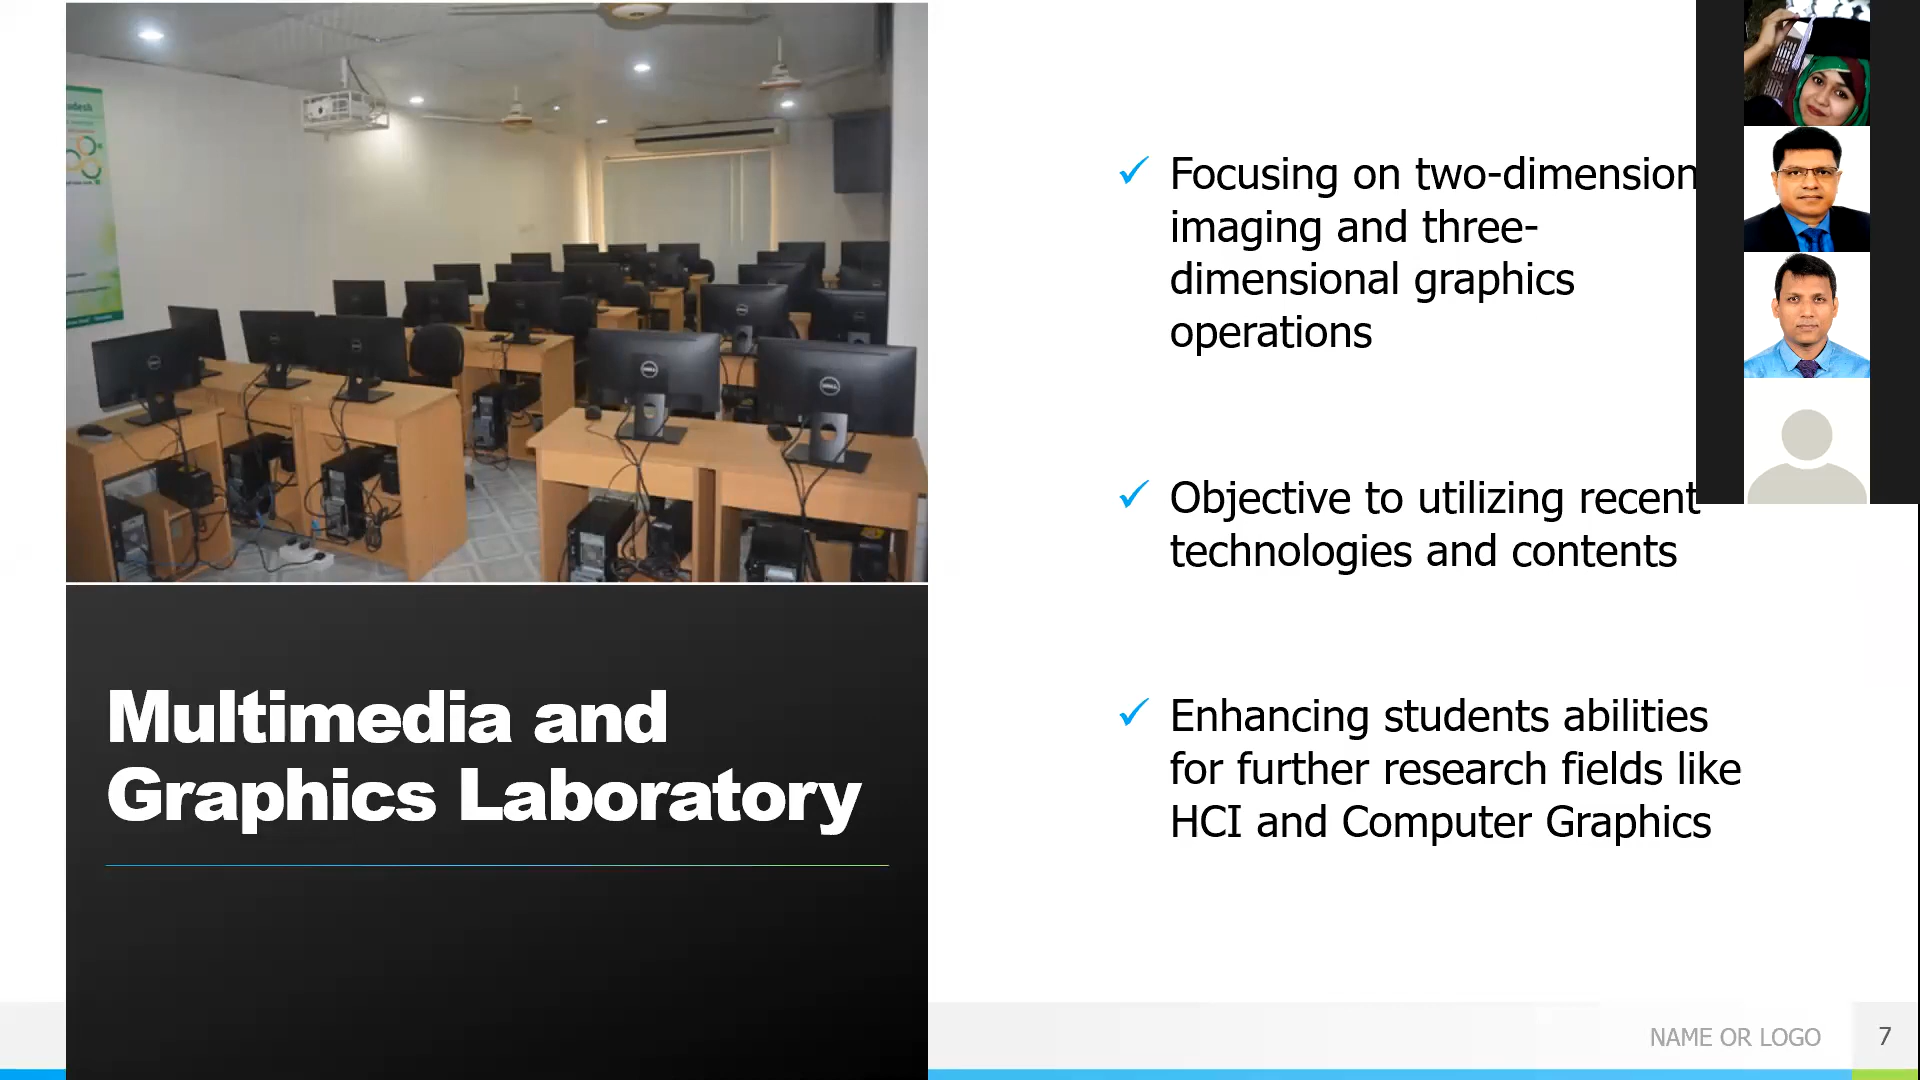 Multimedia and
Graphics Laboratory
Focusing on two-dimension
imaging and three-
dimensional graphics
operations
Objective to utilizing recent
technologies and contents
Enhancing students abilities
for further research fields like
HCI and Computer Graphics
NAME OR LOGO
7